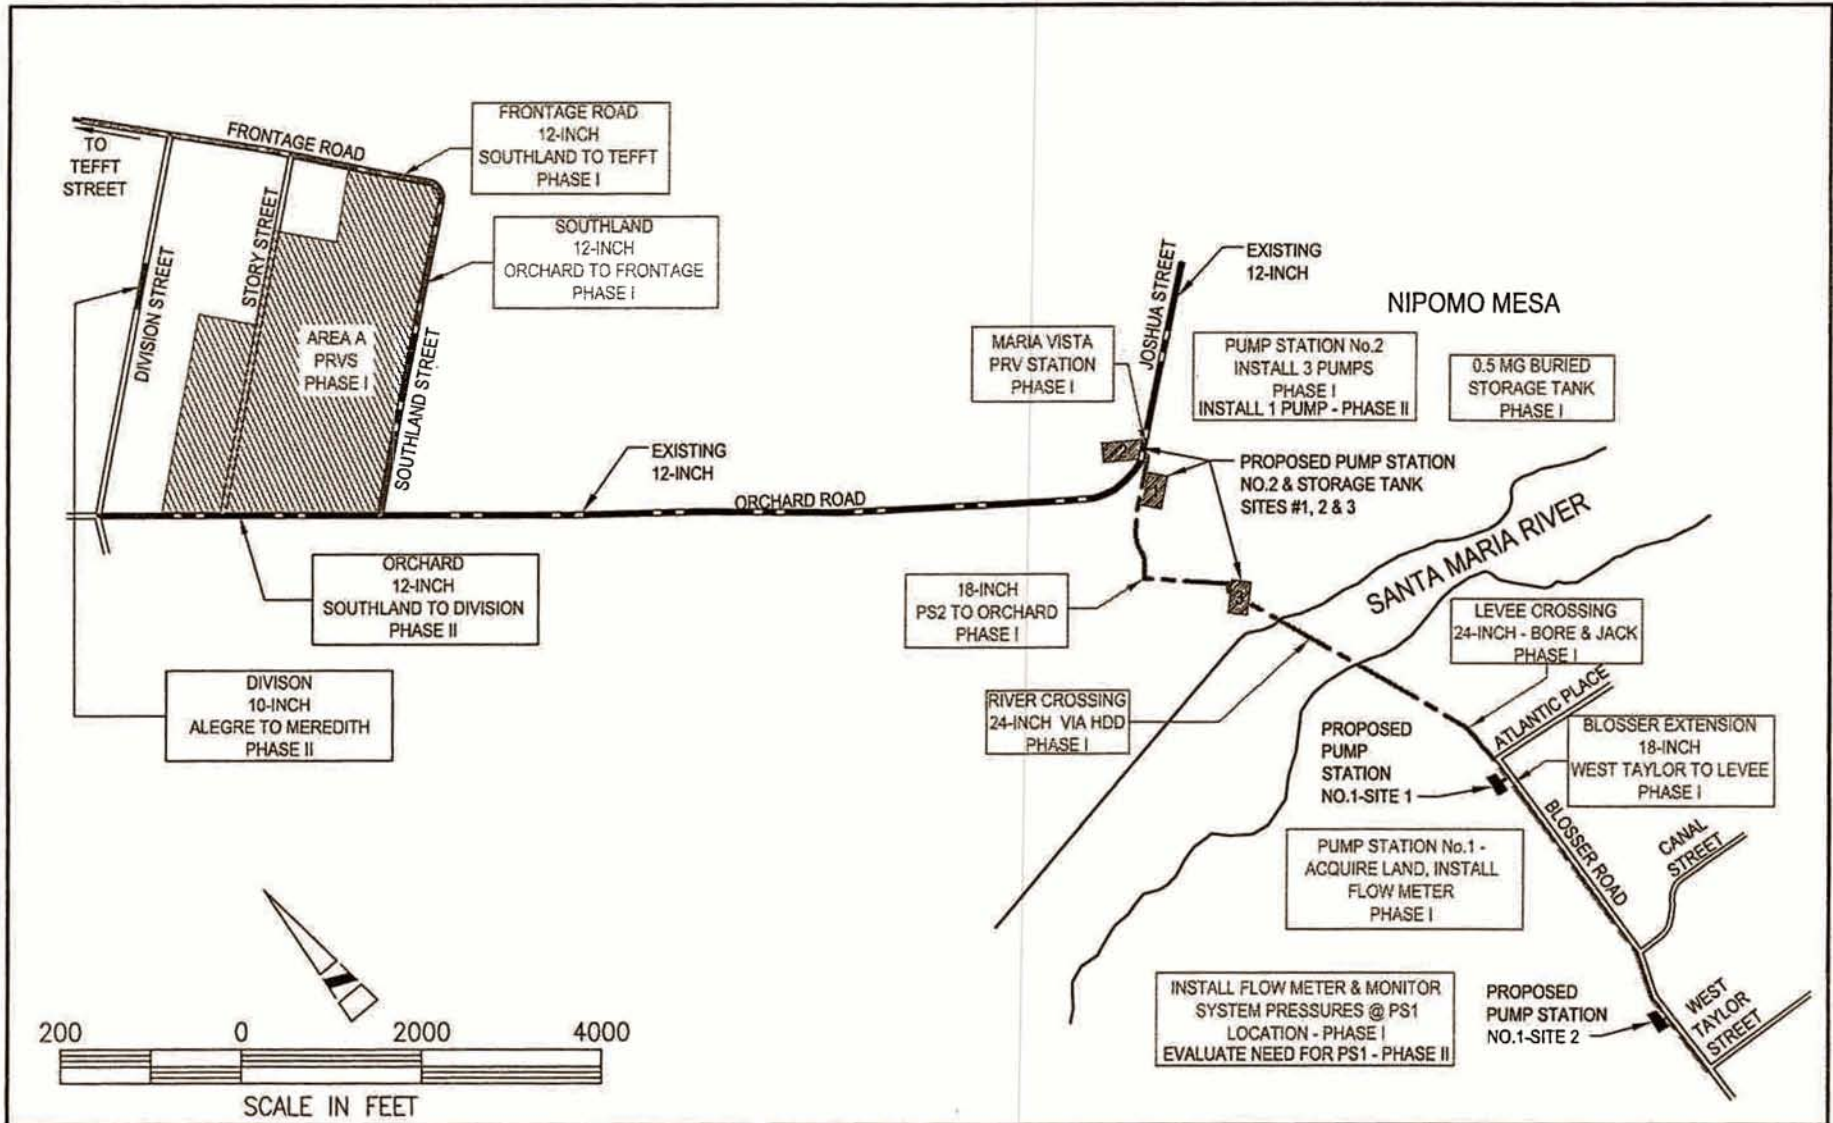 FRONTAGE ROAD
TO
TEFFT
STREET
FRONTAGE ROAD
12-INCH
SOUTHLAND TO TEFFT
PHASE I
SOUTHLAND
12-INCH
ORCHARD TO FRONTAGE
PHASE I
DIVISION STREET
STORY STREET
AREA A
PRVS
PHASE I
SOUTHLAND STREET
EXISTING
12-INCH
ORCHARD ROAD
ORCHARD
12-INCH
SOUTHLAND TO DIVISION
PHASE II
DIVISON
10-INCH
ALEGRE TO MEREDITH
PHASE II
JOSHUA STREET
EXISTING
12-INCH
NIPOMO MESA
MARIA VISTA
PRV STATION
PHASE I
PUMP STATION No.2
INSTALL 3 PUMPS
PHASE I
INSTALL 1 PUMP - PHASE II
0.5 MG BURIED
STORAGE TANK
PHASE I
2
1
3
PROPOSED PUMP STATION
NO.2 & STORAGE TANK
SITES #1, 2 & 3
SANTA MARIA RIVER
18-INCH
PS2 TO ORCHARD
PHASE I
RIVER CROSSING
24-INCH VIA HDD
PHASE I
LEVEE CROSSING
24-INCH - BORE & JACK
PHASE I
ATLANTIC PLACE
BLOSSER EXTENSION
18-INCH
WEST TAYLOR TO LEVEE
PHASE I
PROPOSED
PUMP
STATION
NO.1-SITE 1
BLOSSER ROAD
CANAL
STREET
PUMP STATION No.1 -
ACQUIRE LAND, INSTALL
FLOW METER
PHASE I
INSTALL FLOW METER & MONITOR
SYSTEM PRESSURES @ PS1
LOCATION - PHASE I
EVALUATE NEED FOR PS1 - PHASE II
PROPOSED
PUMP STATION
NO.1-SITE 2
WEST
TAYLOR
STREET
200 0 2000 4000
SCALE IN FEET